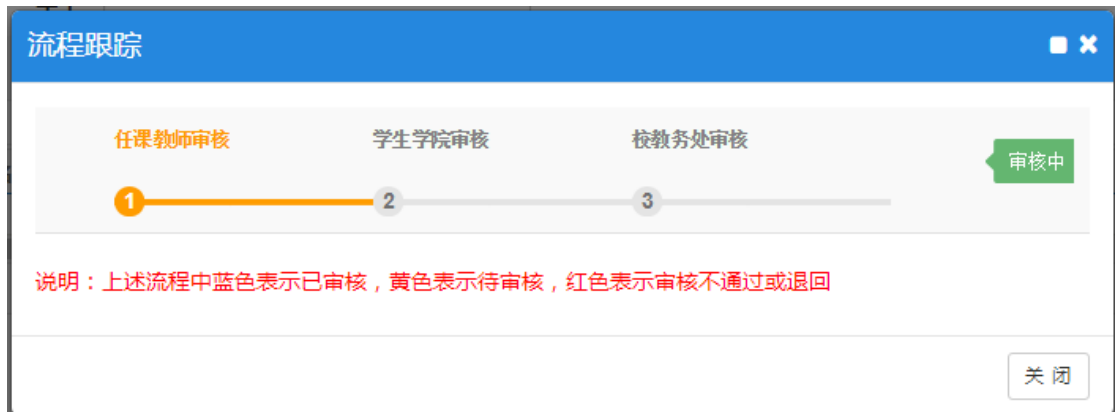 流程跟踪
任课教师审核 学生学院审核 校教务处审核
审核中
1 2 3
说明：上述流程中蓝色表示已审核，黄色表示待审核，红色表示审核不通过或退回
关 闭